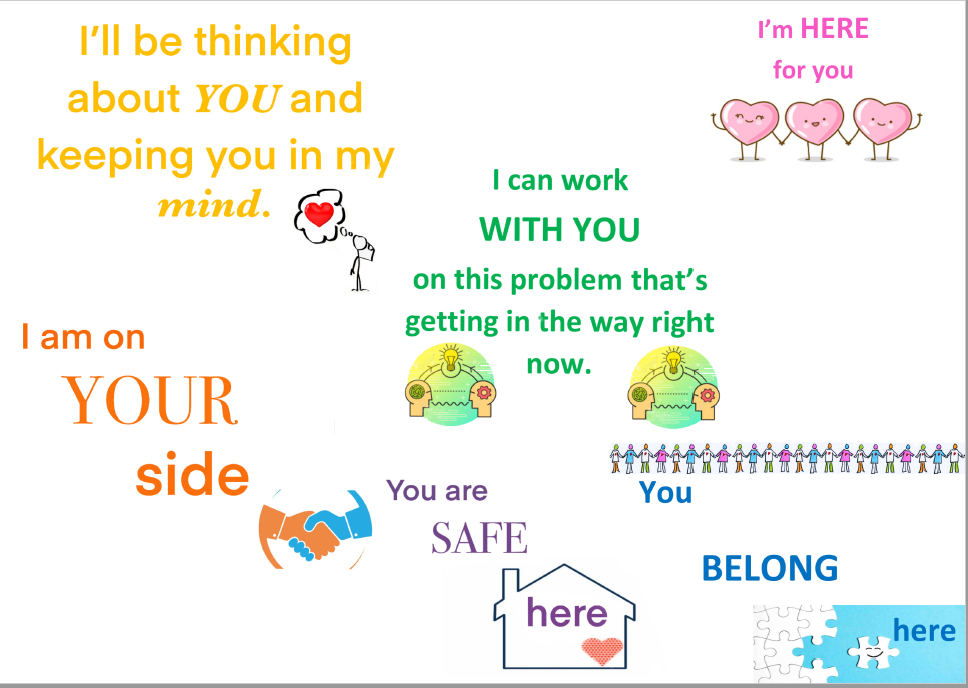 I'll be thinking
about YOU and
keeping you in my
mind.
I'm HERE
for you
I can work
WITH YOU
on this problem that's
getting in the way right
now.
I am on
YOUR
side
You are
SAFE
here
You
BELONG
here